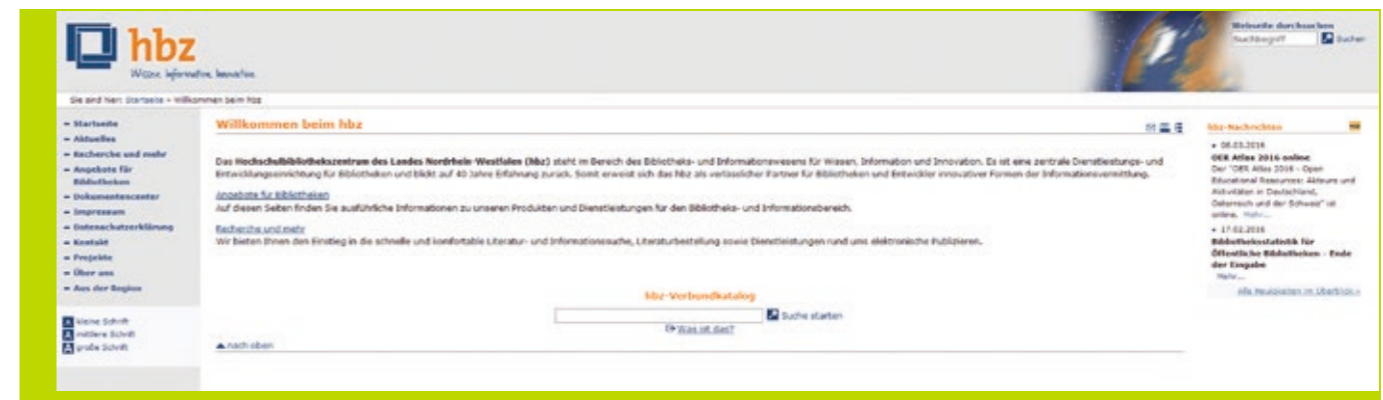 hbz
Wissen. Information. Innovation.
Webseite durchsuchen
Suchbegriff
Suchen
Sie sind hier: Startseite » Willkommen beim hbz
Startseite
Aktuelles
Recherche und mehr
Angebote für
Bibliotheken
Dokumentencenter
Impressum
Datenschutzerklärung
Kontakt
Projekte
Über uns
Aus der Region
kleine Schrift
mittlere Schrift
große Schrift
Willkommen beim hbz
Das Hochschulbibliothekszentrum des Landes Nordrhein-Westfalen (hbz) steht im Bereich des Bibliotheks- und Informationswesens für Wissen, Information und Innovation. Es ist eine zentrale Dienstleistungs- und
Entwicklungseinrichtung für Bibliotheken und blickt auf 40 Jahre Erfahrung zurück. Somit erweist sich das hbz als verlässlicher Partner für Bibliotheken und Entwickler innovativer Formen der Informationsvermittlung.
Angebote für Bibliotheken
Auf diesen Seiten finden Sie ausführliche Informationen zu unseren Produkten und Dienstleistungen für den Bibliotheks- und Informationsbereich.
Recherche und mehr
Wir bieten Ihnen den Einstieg in die schnelle und komfortable Literatur- und Informationssuche, Literaturbestellung sowie Dienstleistungen rund ums elektronische Publizieren.
hbz-Verbundkatalog
Suche starten
Was ist das?
nach oben
hbz-Nachrichten
08.03.2016
OER Atlas 2016 online
Der "OER Atlas 2016 - Open
Educational Resources: Akteure und
Aktivitäten in Deutschland,
Österreich und der Schweiz" ist
online. Mehr...
17.02.2016
Bibliotheksstatistik für
Öffentliche Bibliotheken - Ende
der Eingabe
Mehr...
Alle Neuigkeiten im Überblick »